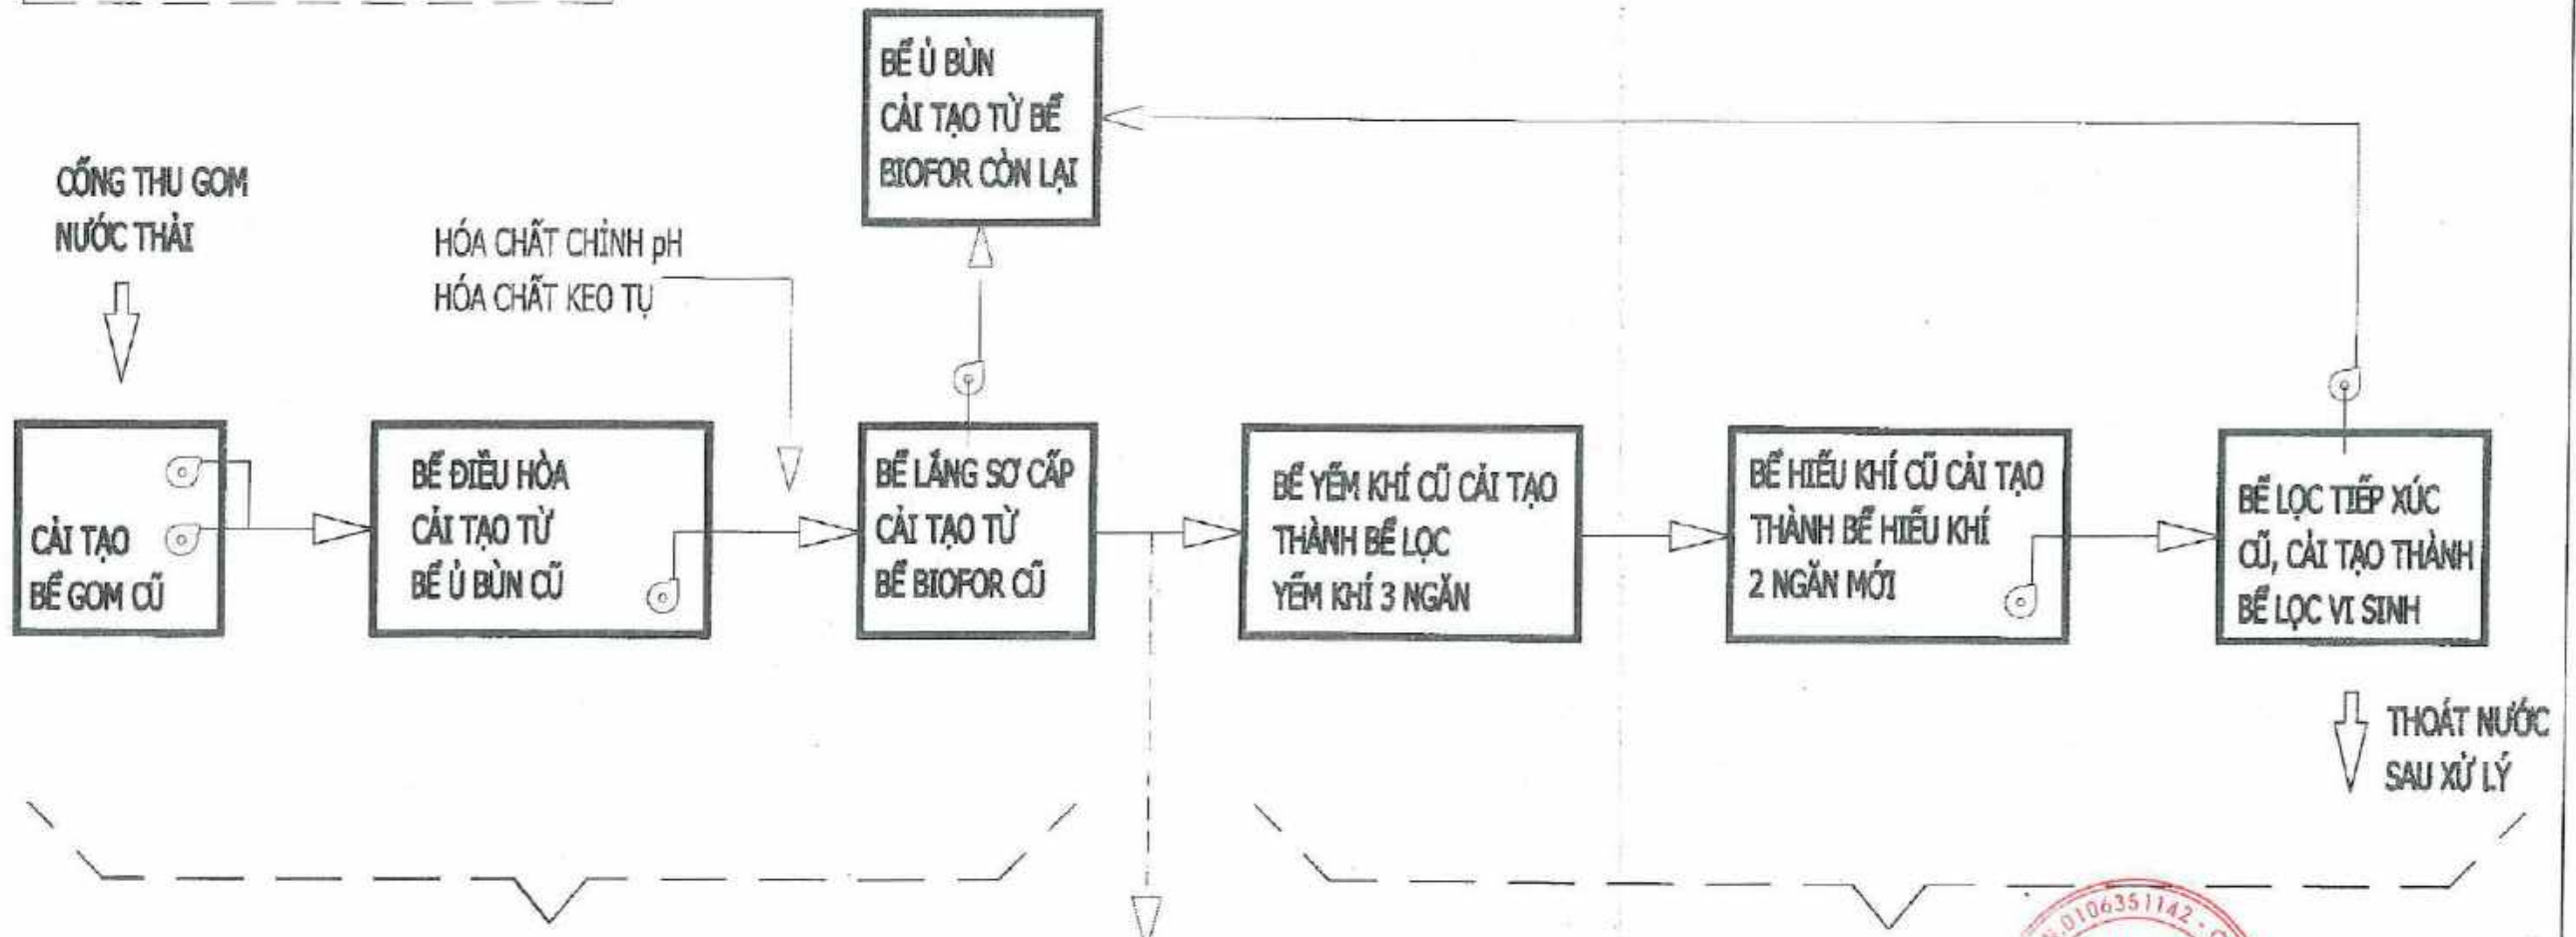 BỂ Ủ BÙN
CẢI TẠO TỪ BỂ
BIOFOR CÒN LẠI
CỐNG THU GOM
NƯỚC THẢI
HÓA CHẤT CHỈNH pH
HÓA CHẤT KEO TỤ
CẢI TẠO
BỂ GOM CŨ
BỂ ĐIỀU HÒA
CẢI TẠO TỪ
BỂ Ủ BÙN CŨ
BỂ LẮNG SƠ CẤP
CẢI TẠO TỪ
BỂ BIOFOR CŨ
BỂ YẾM KHÍ CŨ CẢI TẠO
THÀNH BỂ LỌC
YẾM KHÍ 3 NGĂN
BỂ HIẾU KHÍ CŨ CẢI TẠO
THÀNH BỂ HIẾU KHÍ
2 NGĂN MỚI
BỂ LỌC TIẾP XÚC
CŨ, CẢI TẠO THÀNH
BỂ LỌC VI SINH
THOÁT NƯỚC
SAU XỬ LÝ
0106351142